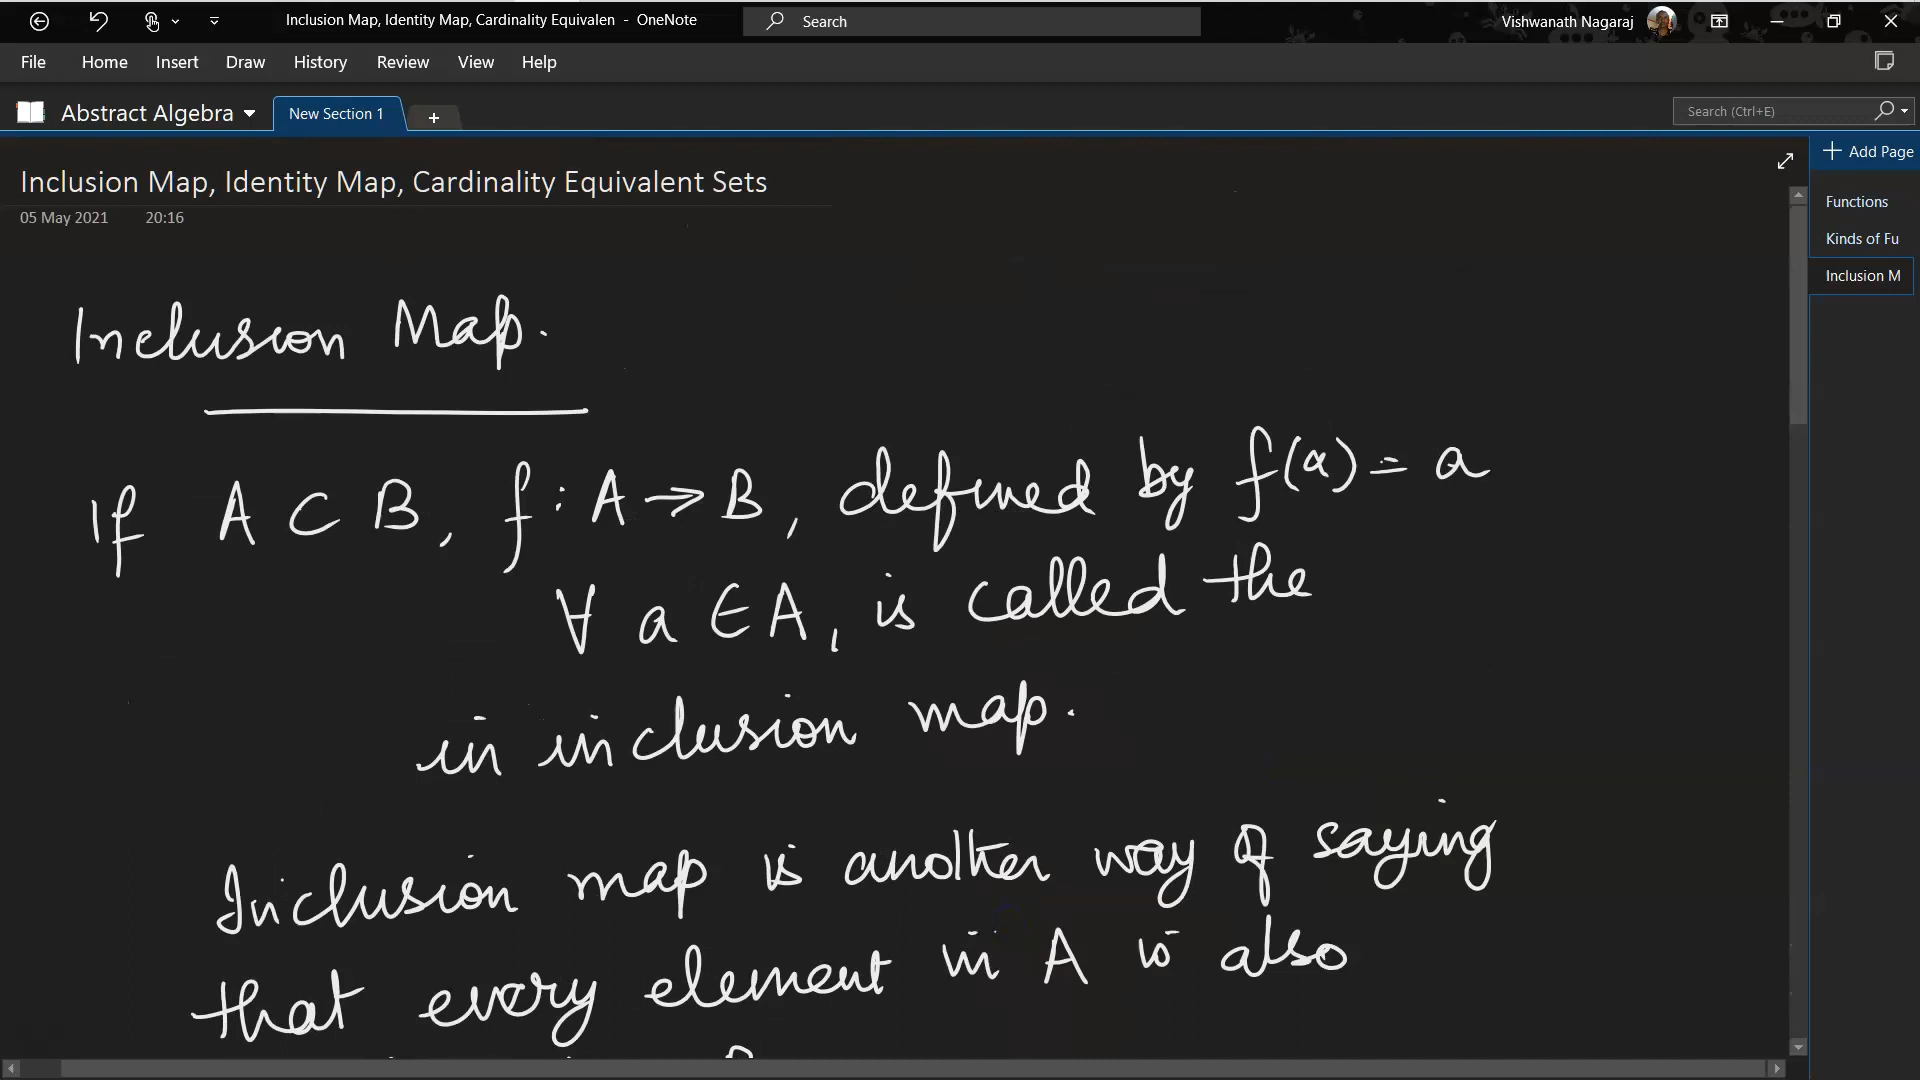 Inclusion Map, Identity Map, Cardinality Equivalen - OneNote
Search
Vishwanath Nagaraj
File Home Insert Draw History Review View Help
Abstract Algebra
New Section 1
+
Search (Ctrl+E)
Add Page
Inclusion Map, Identity Map, Cardinality Equivalent Sets
05 May 2021 20:16
Functions
Kinds of Fu
Inclusion M
Inclusion Map.
If A ⊂ B, f : A → B, defined by f(a) = a
∀ a ∈ A, is called the
in inclusion map.
Inclusion map is another way of saying
that every element in A is also